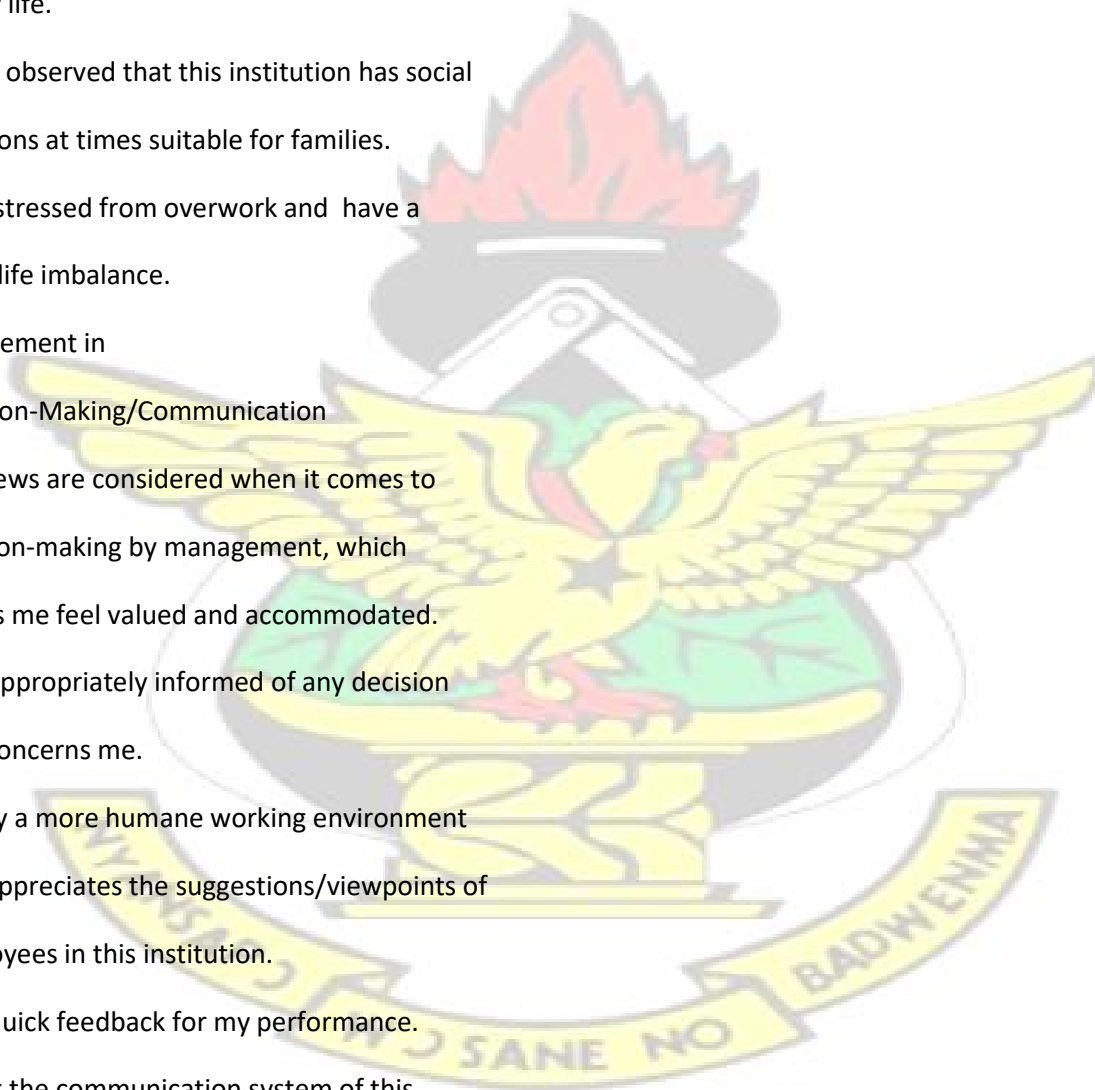 life.
observed that this institution has social
ons at times suitable for families.
stressed from overwork and have a
life imbalance.
ement in
on-Making/Communication
ews are considered when it comes to
on-making by management, which
s me feel valued and accommodated.
ppropriately informed of any decision
oncerns me.
y a more humane working environment
ppreciates the suggestions/viewpoints of
oyees in this institution.
uick feedback for my performance.
the communication system of this
NYANSAƆ
WƆ SANE NO
BADWENMA